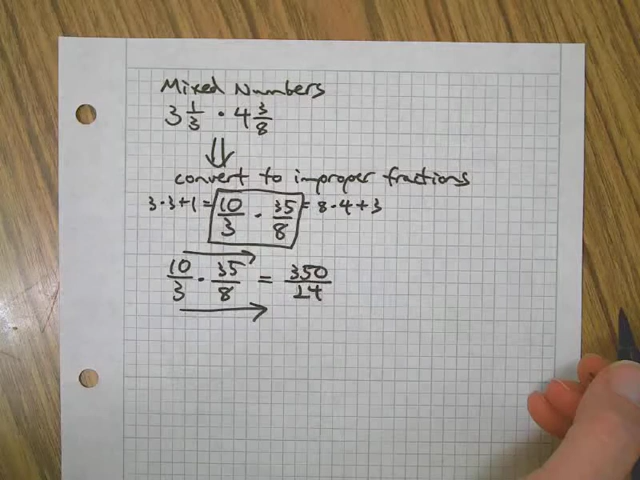 Mixed Numbers
3 1/3 · 4 3/8
⇓
convert to improper fractions
3·3+1 = 10/3 · 35/8 = 8·4+3
10/3 · 35/8 = 350/24